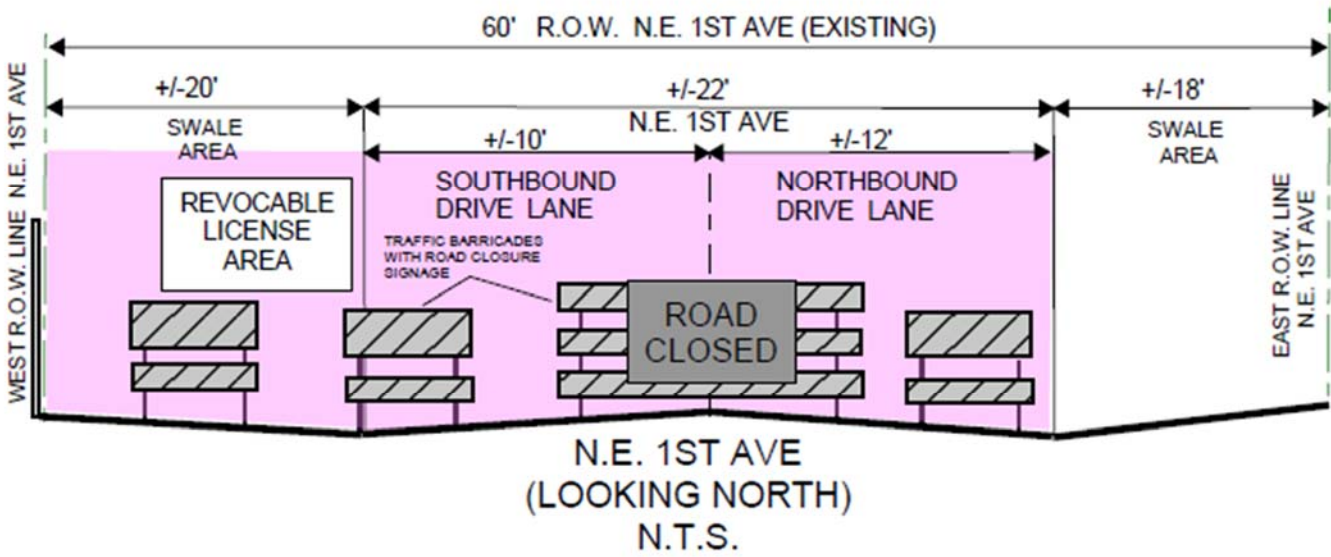 60' R.O.W. N.E. 1ST AVE (EXISTING)
+/-20'
+/-22'
+/-18'
SWALE
AREA
N.E. 1ST AVE
SWALE
AREA
+/-10'
+/-12'
WEST R.O.W. LINE N.E. 1ST AVE
REVOCABLE
LICENSE
AREA
SOUTHBOUND
DRIVE LANE
NORTHBOUND
DRIVE LANE
TRAFFIC BARRICADES
WITH ROAD CLOSURE
SIGNAGE
ROAD
CLOSED
EAST R.O.W. LINE
N.E. 1ST AVE
N.E. 1ST AVE
(LOOKING NORTH)
N.T.S.